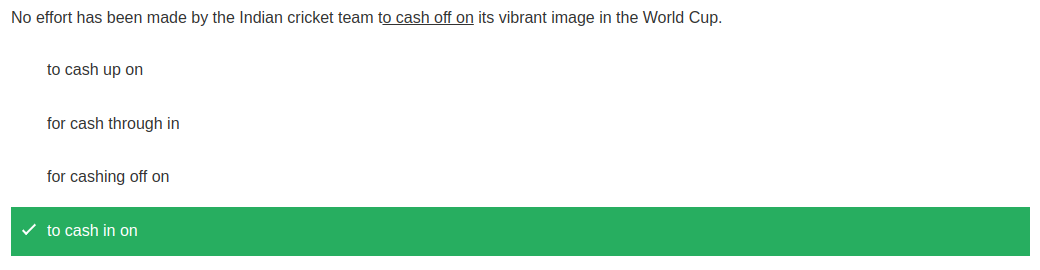 No effort has been made by the Indian cricket team to cash off on its vibrant image in the World Cup.
to cash up on
for cash through in
for cashing off on
to cash in on